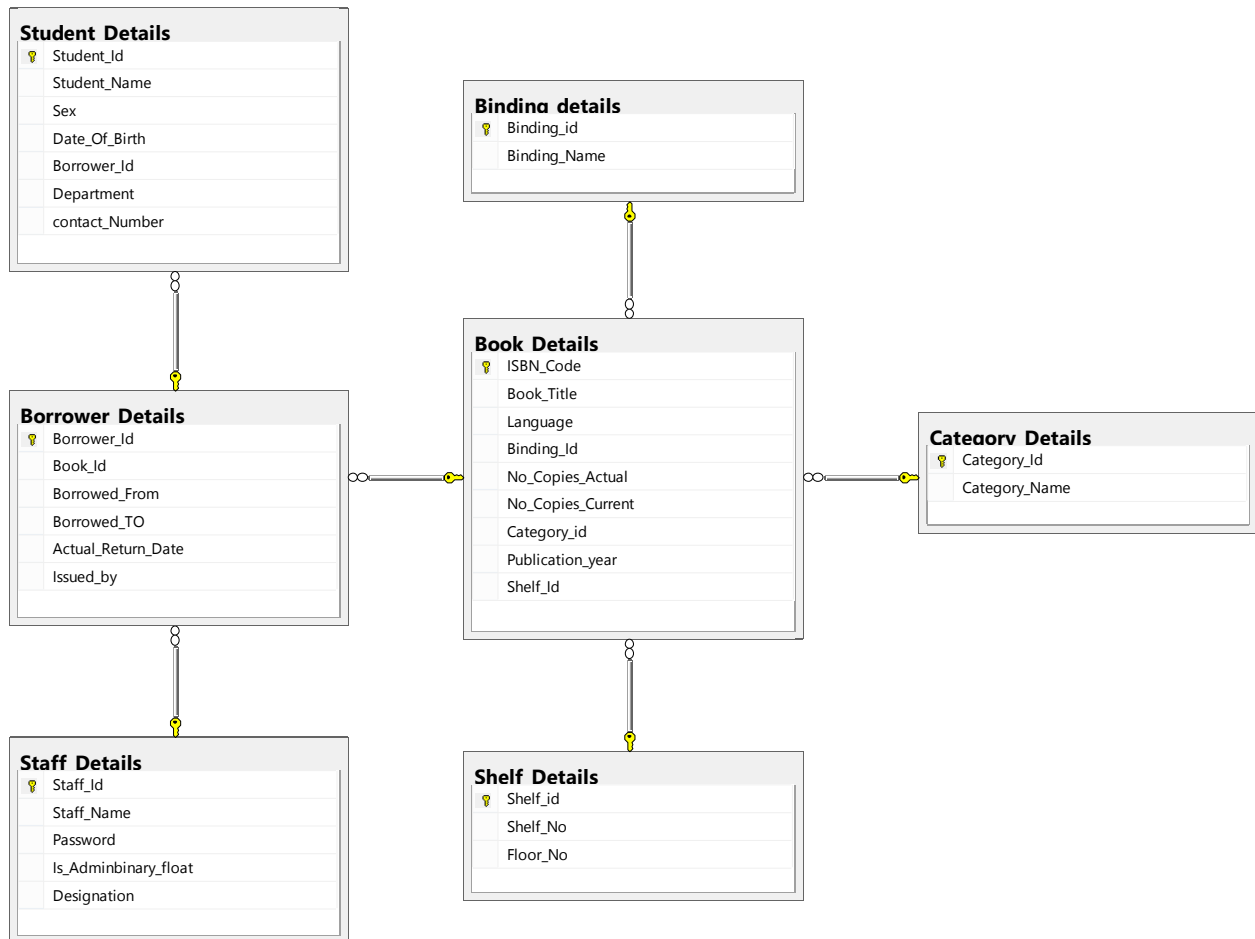 Student Details
Student_Id
Student_Name
Sex
Date_Of_Birth
Borrower_Id
Department
contact_Number
Binding details
Binding_id
Binding_Name
Borrower Details
Borrower_Id
Book_Id
Borrowed_From
Borrowed_TO
Actual_Return_Date
Issued_by
Book Details
ISBN_Code
Book_Title
Language
Binding_Id
No_Copies_Actual
No_Copies_Current
Category_id
Publication_year
Shelf_Id
Category Details
Category_Id
Category_Name
Staff Details
Staff_Id
Staff_Name
Password
Is_Adminbinary_float
Designation
Shelf Details
Shelf_id
Shelf_No
Floor_No